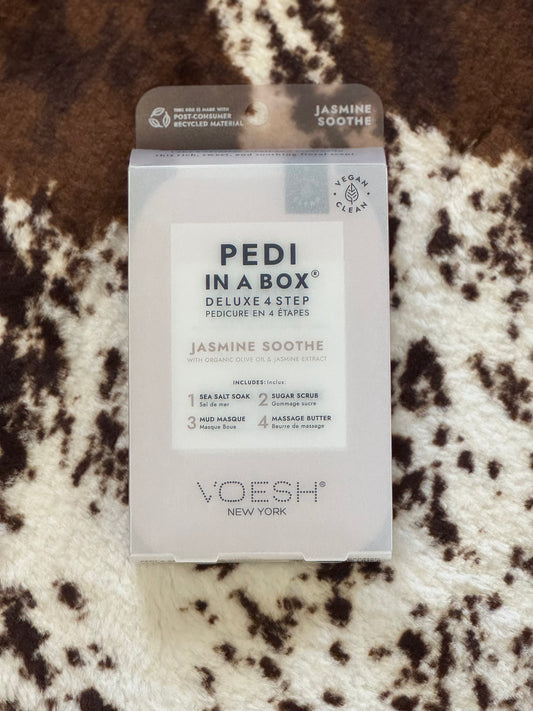 THIS BOX IS MADE WITH
POST-CONSUMER
RECYCLED MATERIAL
JASMINE
SOOTHE
VEGAN
CLEAN
PEDI
IN A BOX®
DELUXE 4 STEP
PEDICURE EN 4 ÉTAPES
JASMINE SOOTHE
WITH ORGANIC OLIVE OIL & JASMINE EXTRACT
INCLUDES: Inclus:
1 SEA SALT SOAK
Sel de mer
2 SUGAR SCRUB
Gommage sucre
3 MUD MASQUE
Masque Boue
4 MASSAGE BUTTER
Beurre de massage
VOESH®
NEW YORK